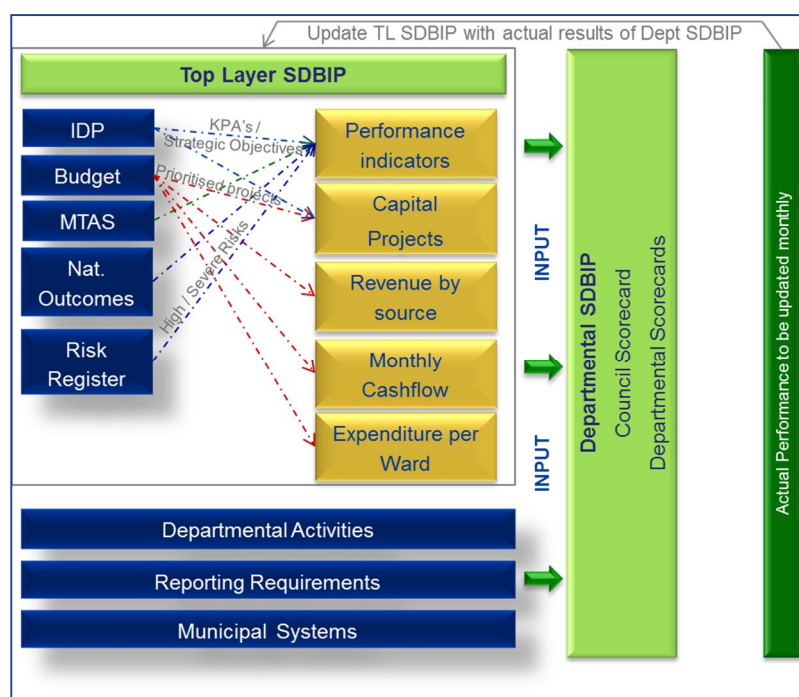 Update TL SDBIP with actual results of Dept SDBIP
Top Layer SDBIP
IDP
Budget
MTAS
Nat.
Outcomes
Risk
Register
KPA's /
Strategic Objectives
Prioritised projects
High / Severe Risks
Performance
indicators
Capital
Projects
Revenue by
source
Monthly
Cashflow
Expenditure per
Ward
INPUT
INPUT
Departmental SDBIP
Council Scorecard
Departmental Scorecards
Actual Performance to be updated monthly
Departmental Activities
Reporting Requirements
Municipal Systems